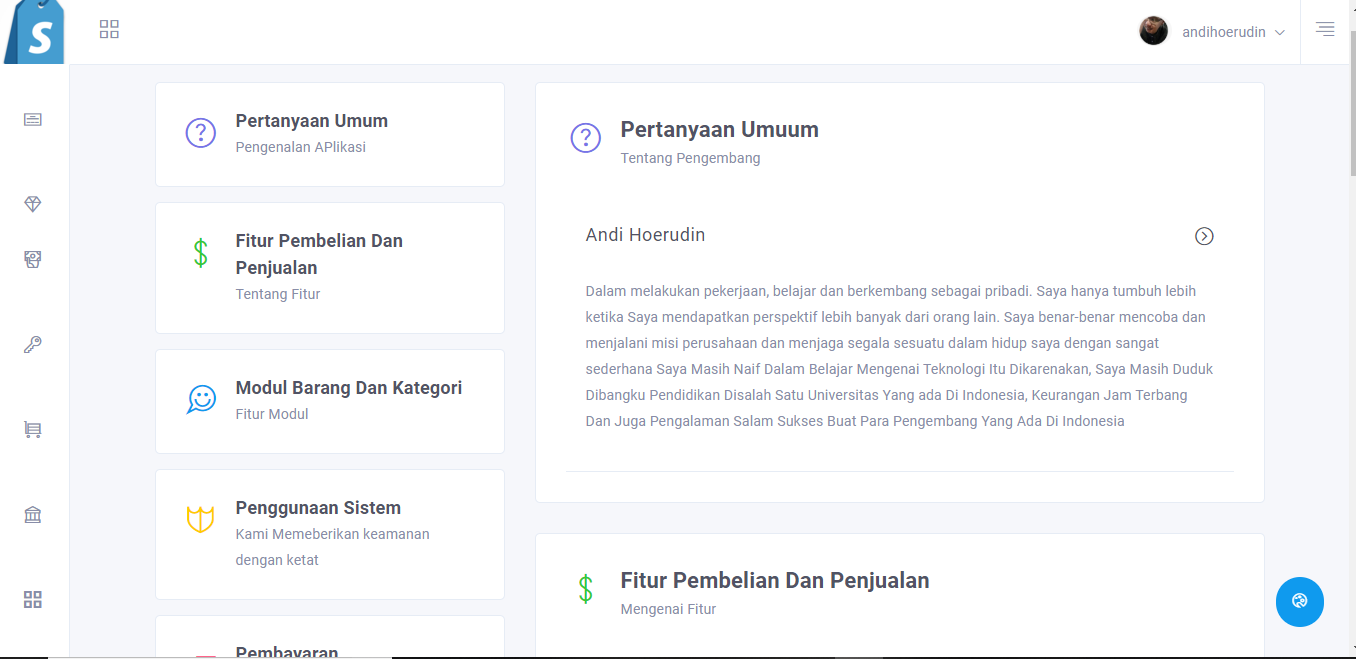 S
andihoerudin
Pertanyaan Umum
Pengenalan APlikasi
Fitur Pembelian Dan
Penjualan
Tentang Fitur
Modul Barang Dan Kategori
Fitur Modul
Penggunaan Sistem
Kami Memeberikan keamanan
dengan ketat
Pembayaran
Pertanyaan Umuum
Tentang Pengembang
Andi Hoerudin
Dalam melakukan pekerjaan, belajar dan berkembang sebagai pribadi. Saya hanya tumbuh lebih
ketika Saya mendapatkan perspektif lebih banyak dari orang lain. Saya benar-benar mencoba dan
menjalani misi perusahaan dan menjaga segala sesuatu dalam hidup saya dengan sangat
sederhana Saya Masih Naif Dalam Belajar Mengenai Teknologi Itu Dikarenakan, Saya Masih Duduk
Dibangku Pendidikan Disalah Satu Universitas Yang ada Di Indonesia, Keurangan Jam Terbang
Dan Juga Pengalaman Salam Sukses Buat Para Pengembang Yang Ada Di Indonesia
Fitur Pembelian Dan Penjualan
Mengenai Fitur